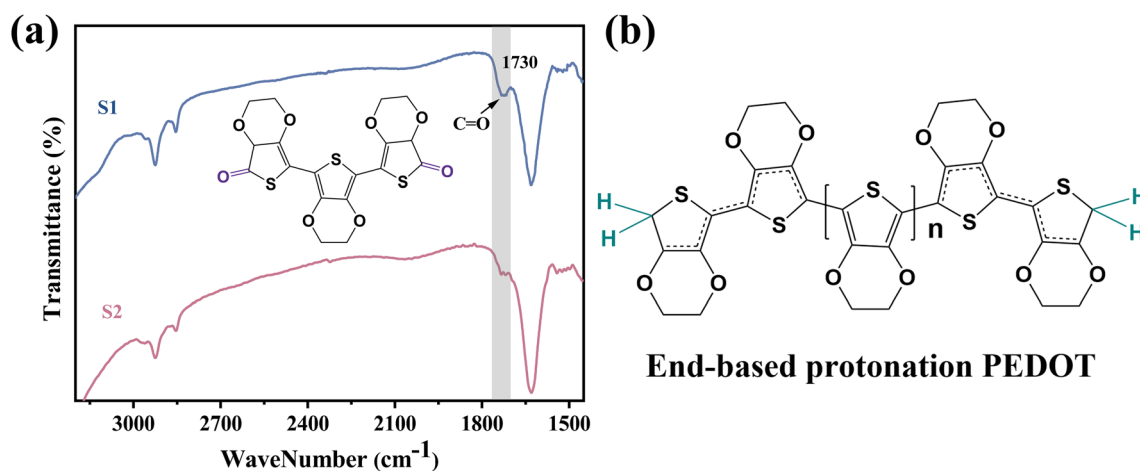 (a)
1730
S1
C=O
O O O O
O S S S O
O O
S2
Transmittance (%)
3000 2700 2400 2100 1800 1500
WaveNumber (cm-1)
(b)
O O O O
H S S S
H S S n H
H
O O O O O O
End-based protonation PEDOT